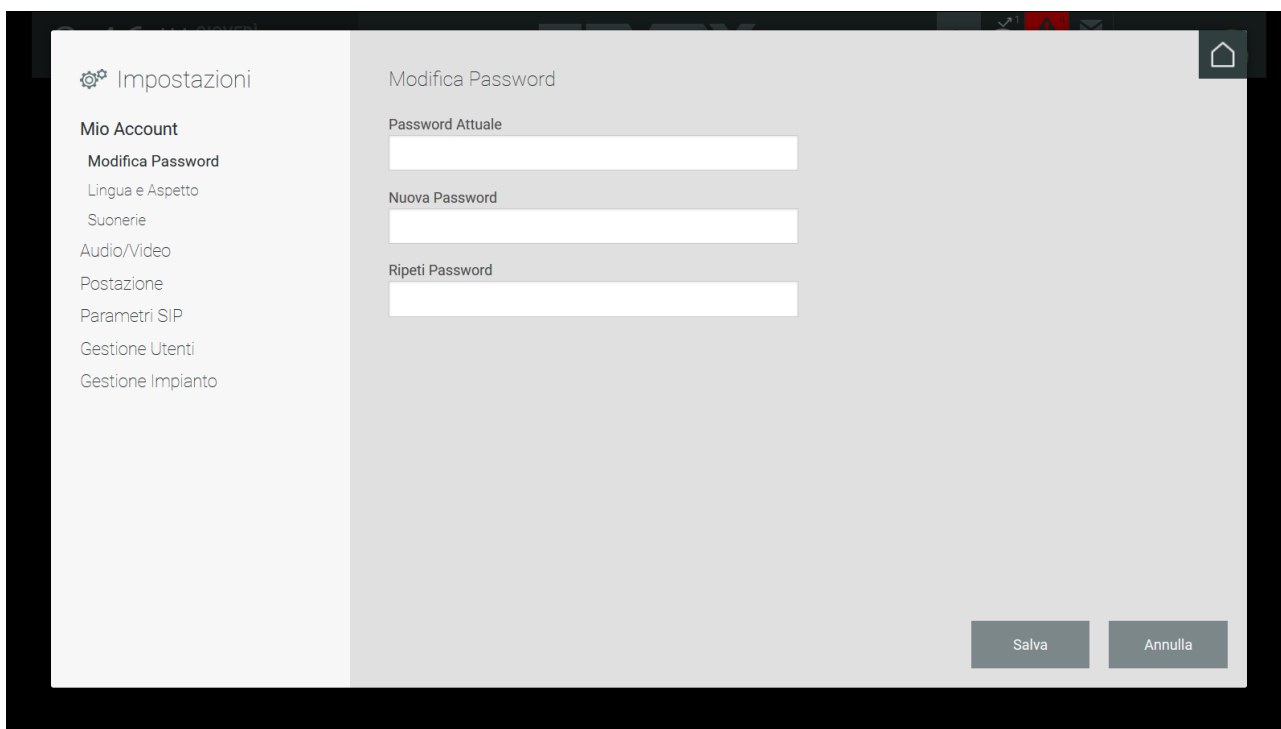 Impostazioni
Mio Account
Modifica Password
Lingua e Aspetto
Suonerie
Audio/Video
Postazione
Parametri SIP
Gestione Utenti
Gestione Impianto
Modifica Password
Password Attuale
Nuova Password
Ripeti Password
Salva
Annulla